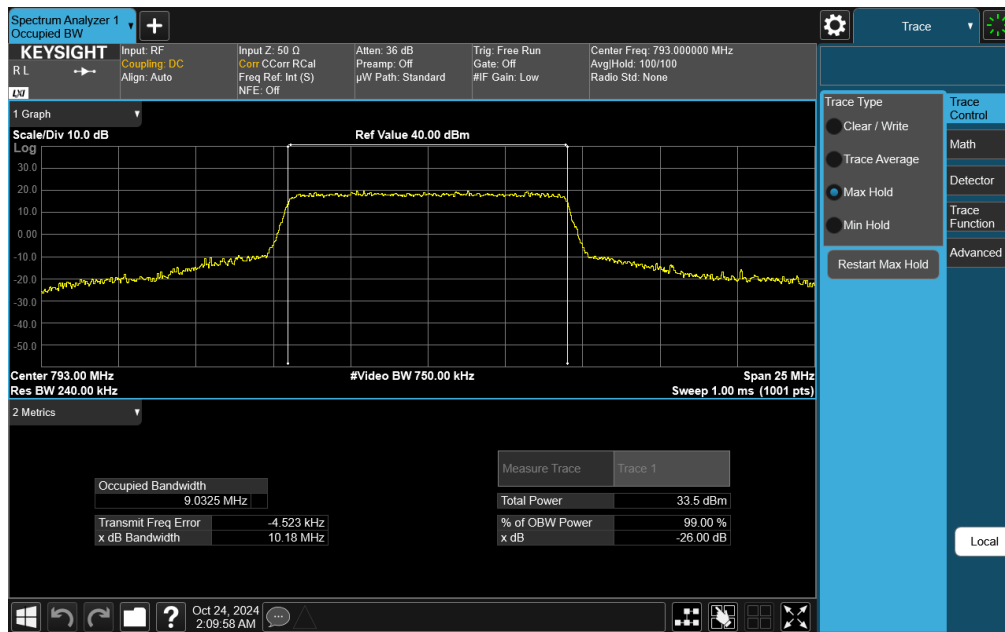 Spectrum Analyzer 1
Occupied BW
Trace
KEYSIGHT
R L
LXI
Input: RF
Coupling: DC
Align: Auto
Input Z: 50 Ω
Corr CCorr RCal
Freq Ref: Int (S)
NFE: Off
Atten: 36 dB
Preamp: Off
µW Path: Standard
Trig: Free Run
Gate: Off
#IF Gain: Low
Center Freq: 793.000000 MHz
Avg|Hold: 100/100
Radio Std: None
1 Graph
Scale/Div 10.0 dB
Ref Value 40.00 dBm
Log
30.0
20.0
10.0
0.00
-10.0
-20.0
-30.0
-40.0
-50.0
Center 793.00 MHz
#Video BW 750.00 kHz
Span 25 MHz
Res BW 240.00 kHz
Sweep 1.00 ms (1001 pts)
2 Metrics
Measure Trace
Trace 1
Occupied Bandwidth
9.0325 MHz
Total Power
33.5 dBm
Transmit Freq Error
-4.523 kHz
% of OBW Power
99.00 %
x dB Bandwidth
10.18 MHz
x dB
-26.00 dB
Trace Type
Clear / Write
Trace Average
Max Hold
Min Hold
Restart Max Hold
Trace
Control
Math
Detector
Trace
Function
Advanced
Local
?
Oct 24, 2024
2:09:58 AM